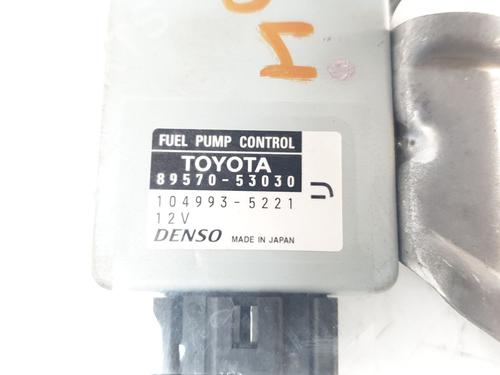 FUEL PUMP CONTROL
TOYOTA
89570-53030
104993-5221
12V
DENSO MADE IN JAPAN